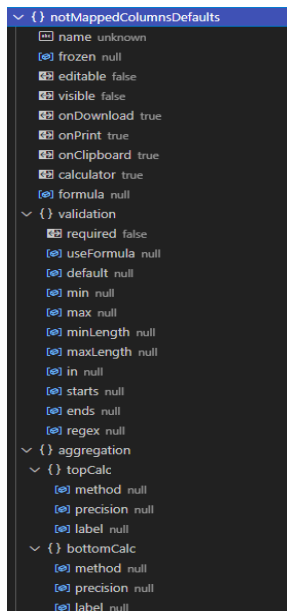 {} notMappedColumnsDefaults
abc name unknown
frozen null
editable false
visible false
onDownload true
onPrint true
onClipboard true
calculator true
formula null
{} validation
required false
useFormula null
default null
min null
max null
minLength null
maxLength null
in null
starts null
ends null
regex null
{} aggregation
{} topCalc
method null
precision null
label null
{} bottomCalc
method null
precision null
label null